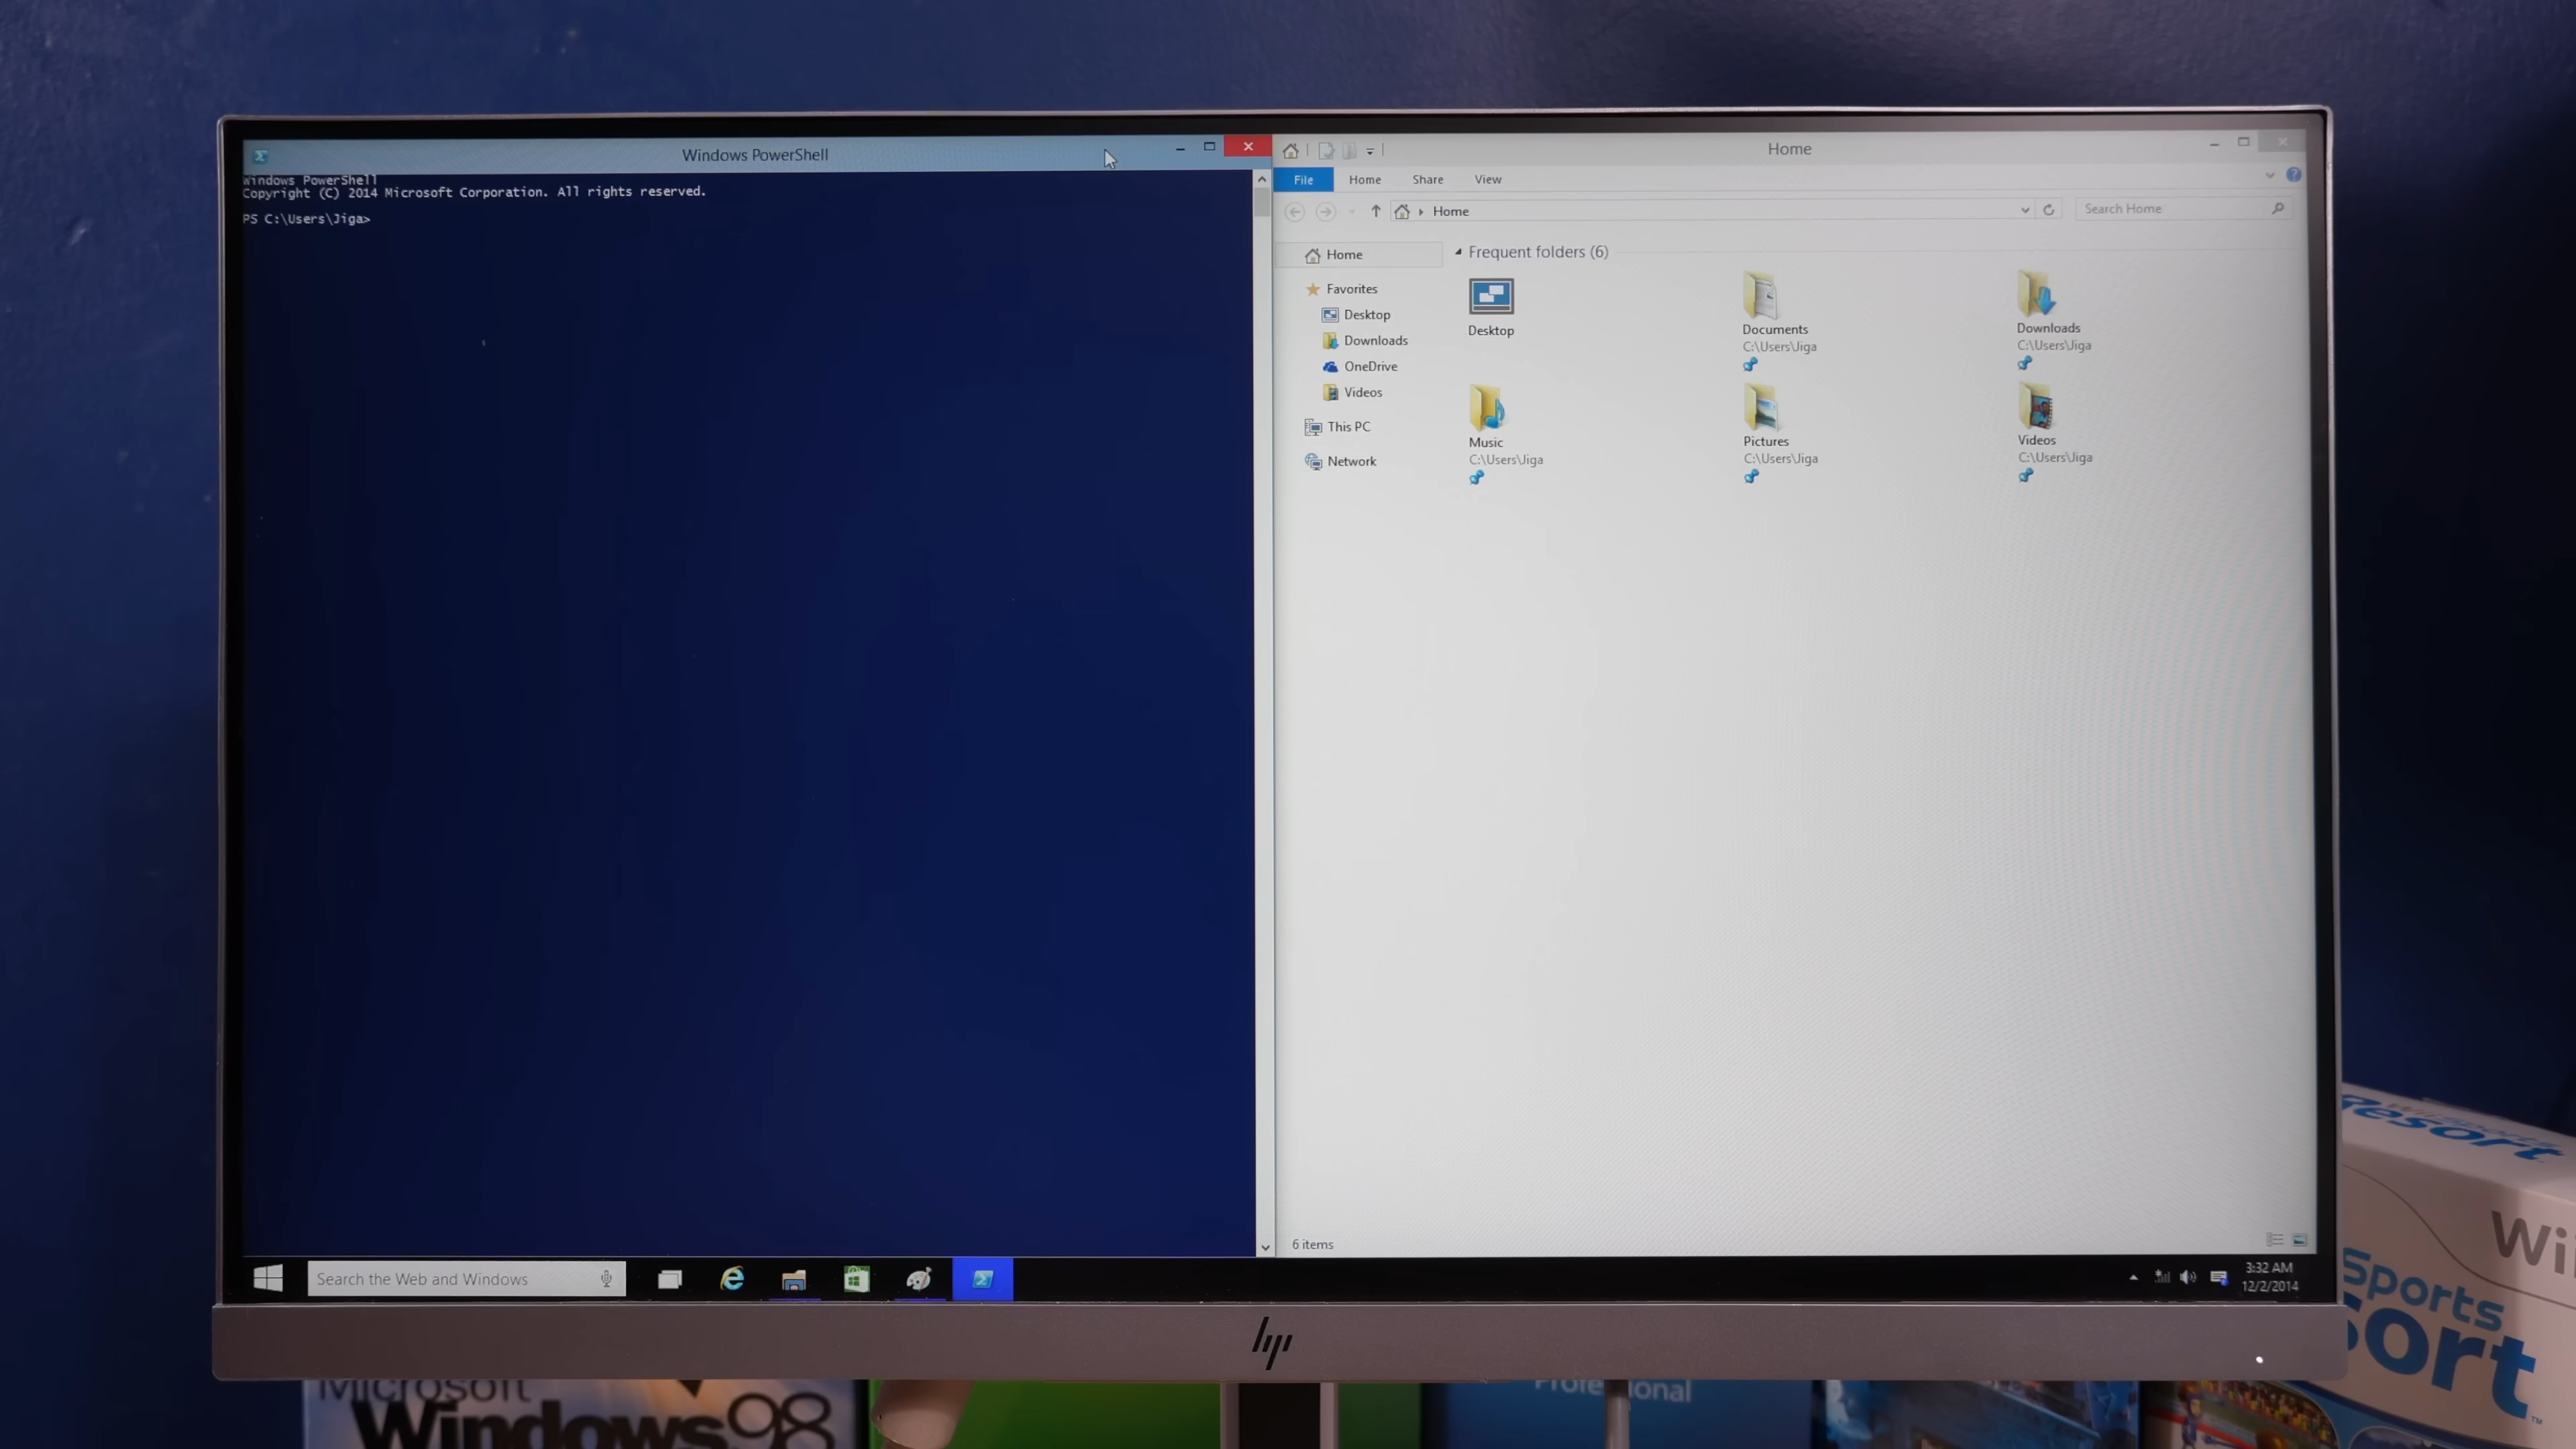 Windows PowerShell
Windows PowerShell
Copyright (C) 2014 Microsoft Corporation. All rights reserved.
PS C:\Users\Jiga>
Home
File Home Share View
Home
Search Home
Home
Favorites
Desktop
Downloads
OneDrive
Videos
This PC
Network
Frequent folders (6)
Desktop
Documents
C:\Users\Jiga
Downloads
C:\Users\Jiga
Music
C:\Users\Jiga
Pictures
C:\Users\Jiga
Videos
C:\Users\Jiga
6 items
Search the Web and Windows
3:32 AM
12/2/2014
hp
Microsoft
Windows 98
Resort
Wii
Sports
sort